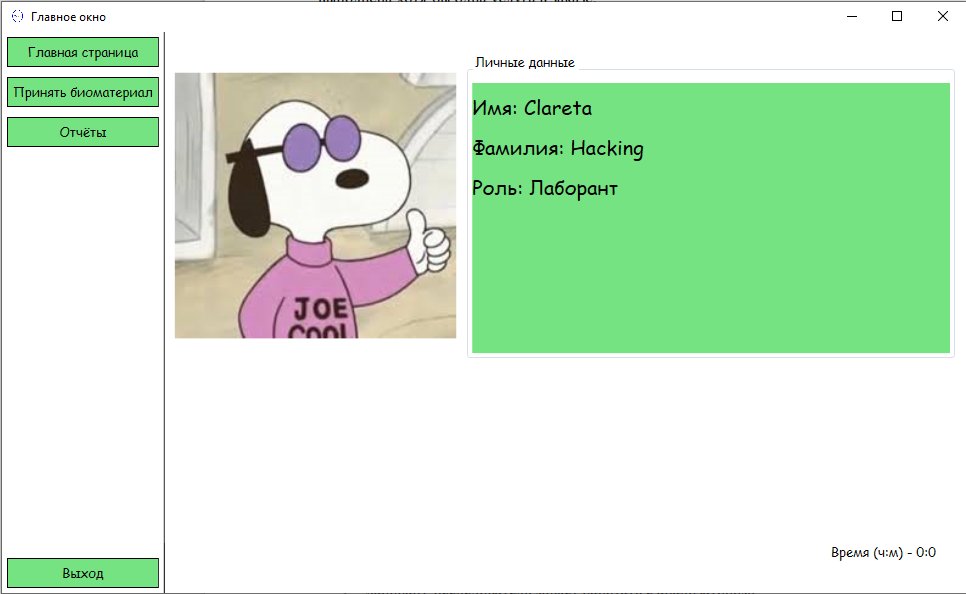 Главное окно
Главная страница
Принять биоматериал
Отчёты
Выход
JOE
COOL
Личные данные
Имя: Clareta
Фамилия: Hacking
Роль: Лаборант
Время (ч:м) - 0:0